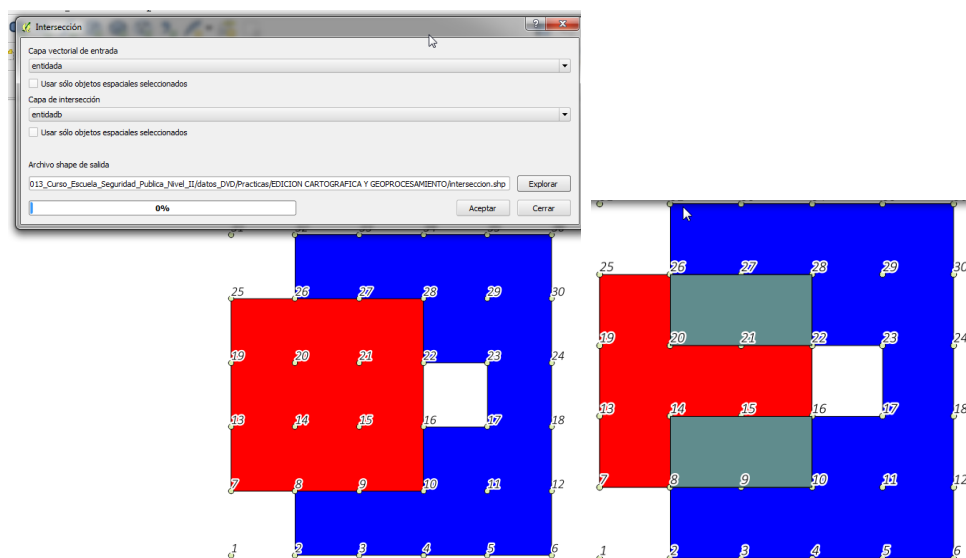 Intersección
Capa vectorial de entrada
entidada
Usar sólo objetos espaciales seleccionados
Capa de intersección
entidadb
Usar sólo objetos espaciales seleccionados
Archivo shape de salida
013_Curso_Escuela_Seguridad_Publica_Nivel_II/datos_DVD/Practicas/EDICION CARTOGRAFICA Y GEOPROCESAMIENTO/interseccion.shp
Explorar
0%
Aceptar
Cerrar
25 26 27 28 29 30
19 20 21 22 23 24
13 14 15 16 17 18
7 8 9 10 11 12
1 2 3 4 5 6
25 26 27 28 29 30
19 20 21 22 23 24
13 14 15 16 17 18
7 8 9 10 11 12
1 2 3 4 5 6